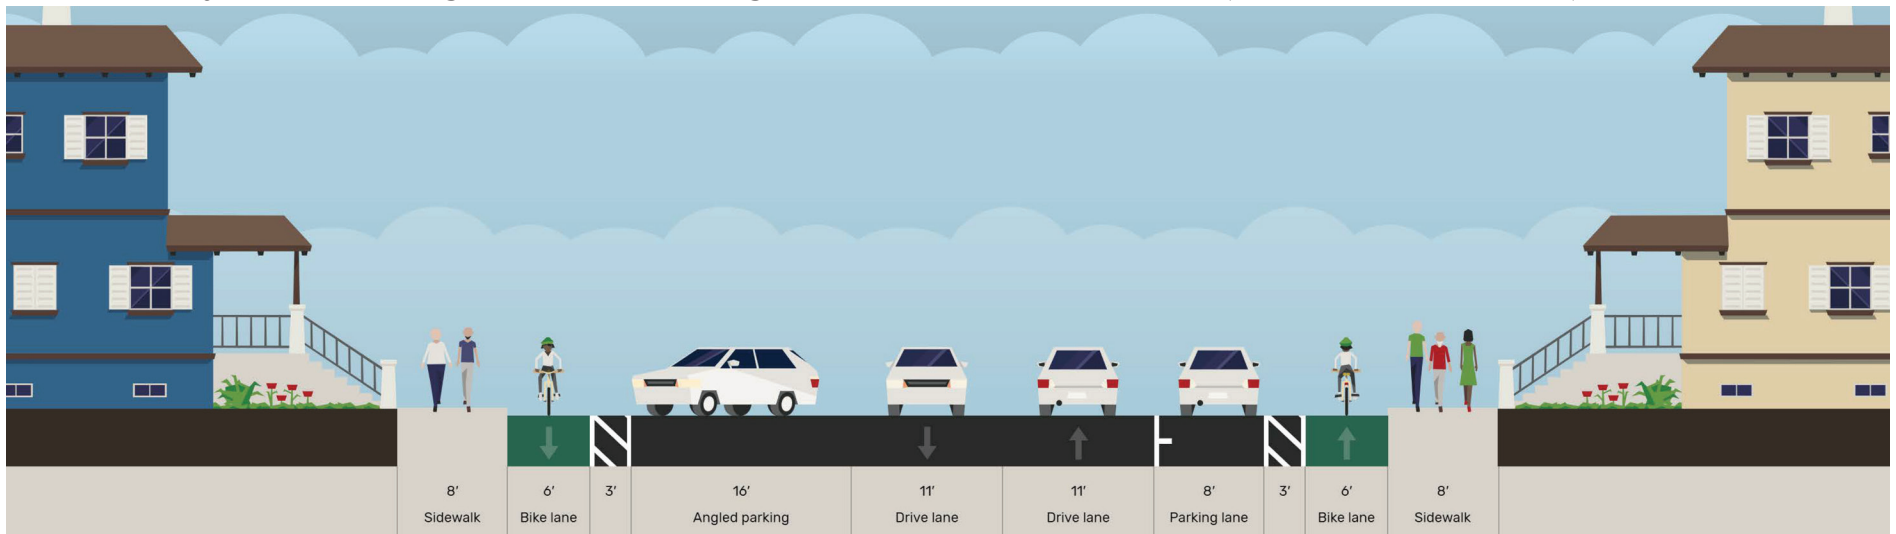 8'
Sidewalk
6'
Bike lane
3'
16'
Angled parking
11'
Drive lane
11'
Drive lane
8'
Parking lane
3'
6'
Bike lane
8'
Sidewalk